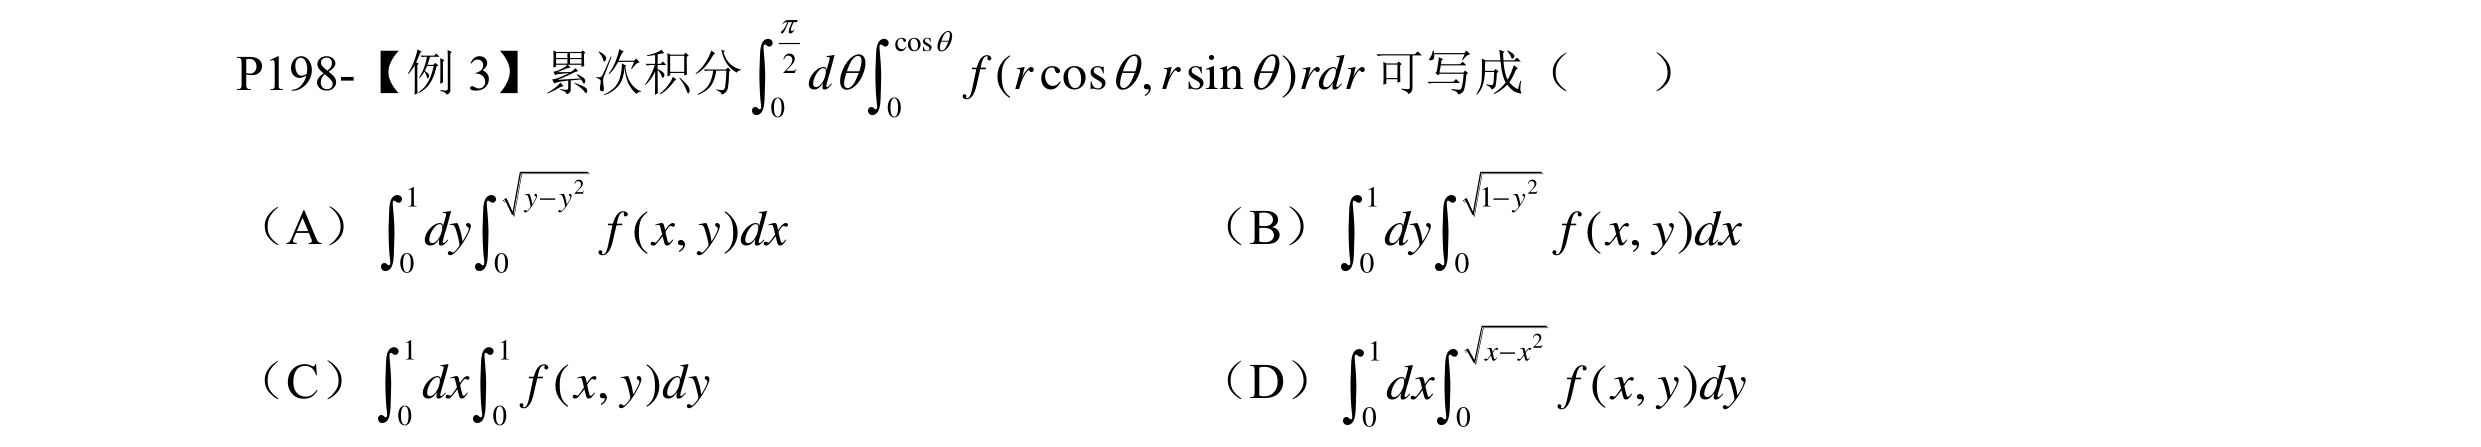 P198-【例 3】累次积分$\int_0^{\frac{\pi}{2}} d\theta \int_0^{\cos\theta} f(r\cos\theta, r\sin\theta)rdr$可写成（　　）
（A）$\int_0^1 dy \int_0^{\sqrt{y-y^2}} f(x, y)dx$　　（B）$\int_0^1 dy \int_0^{\sqrt{1-y^2}} f(x, y)dx$
（C）$\int_0^1 dx \int_0^1 f(x, y)dy$　　（D）$\int_0^1 dx \int_0^{\sqrt{x-x^2}} f(x, y)dy$